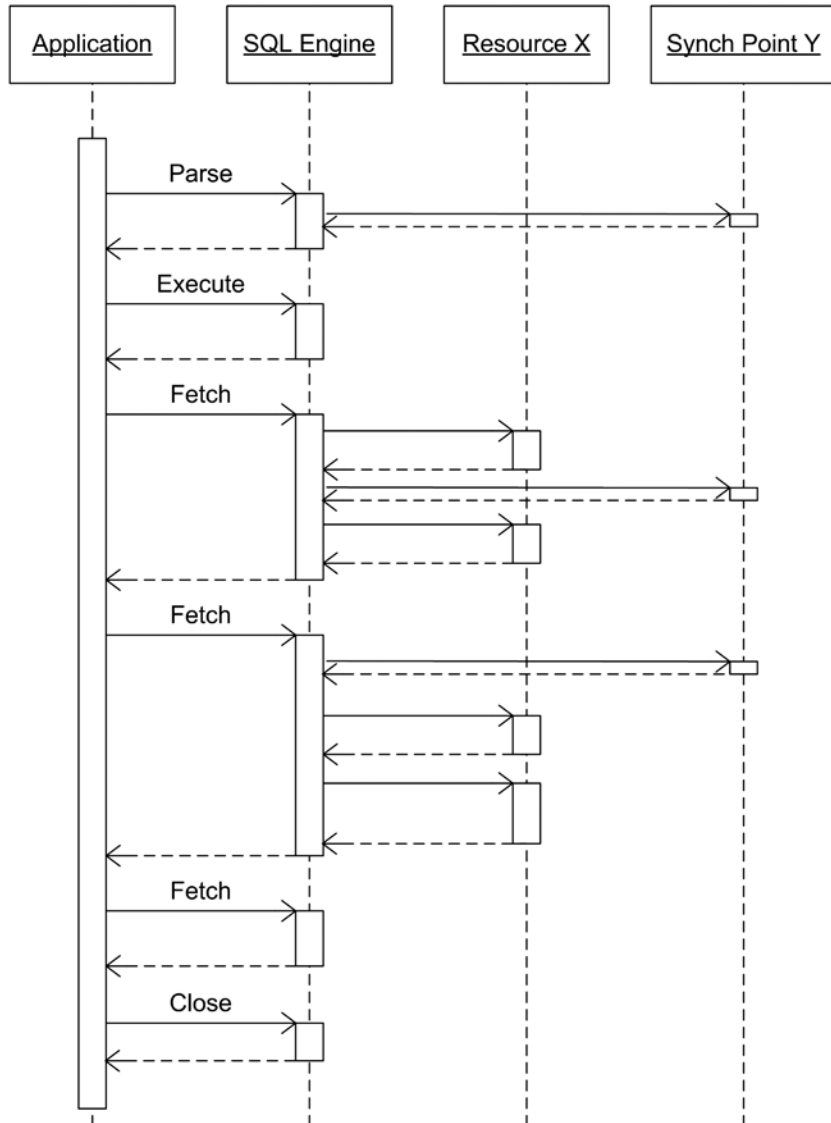 Application
SQL Engine
Resource X
Synch Point Y
Parse
Execute
Fetch
Fetch
Fetch
Close